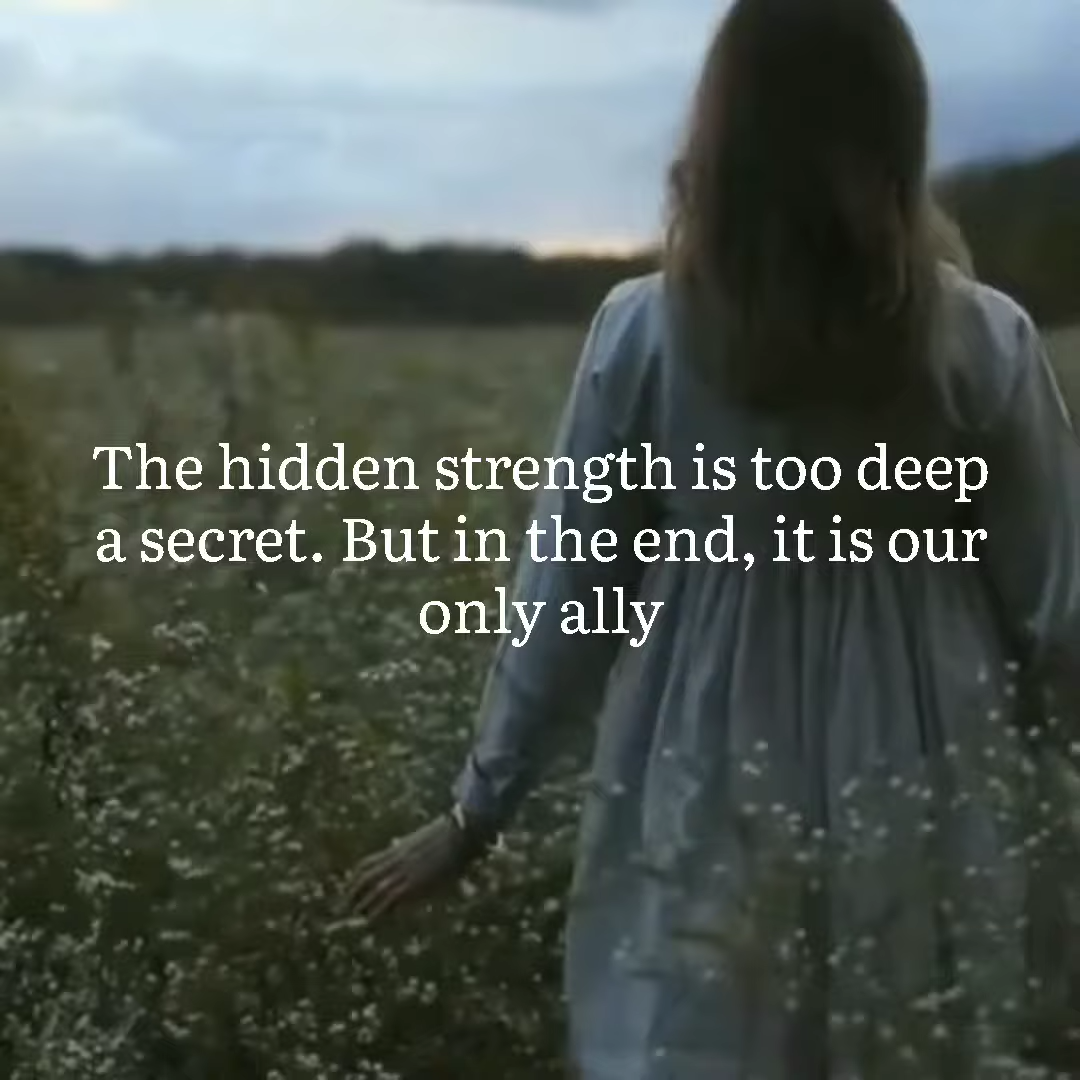 The hidden strength is too deep
a secret. But in the end, it is our
only ally